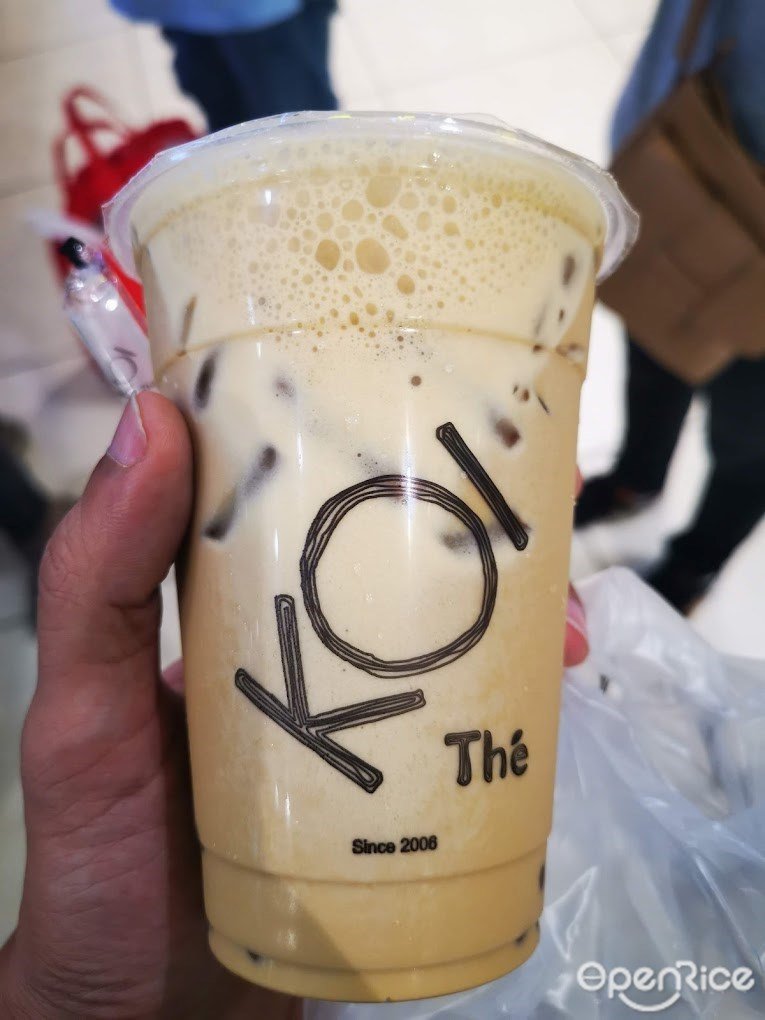 KOI
Thé
Since 2006
OpenRice